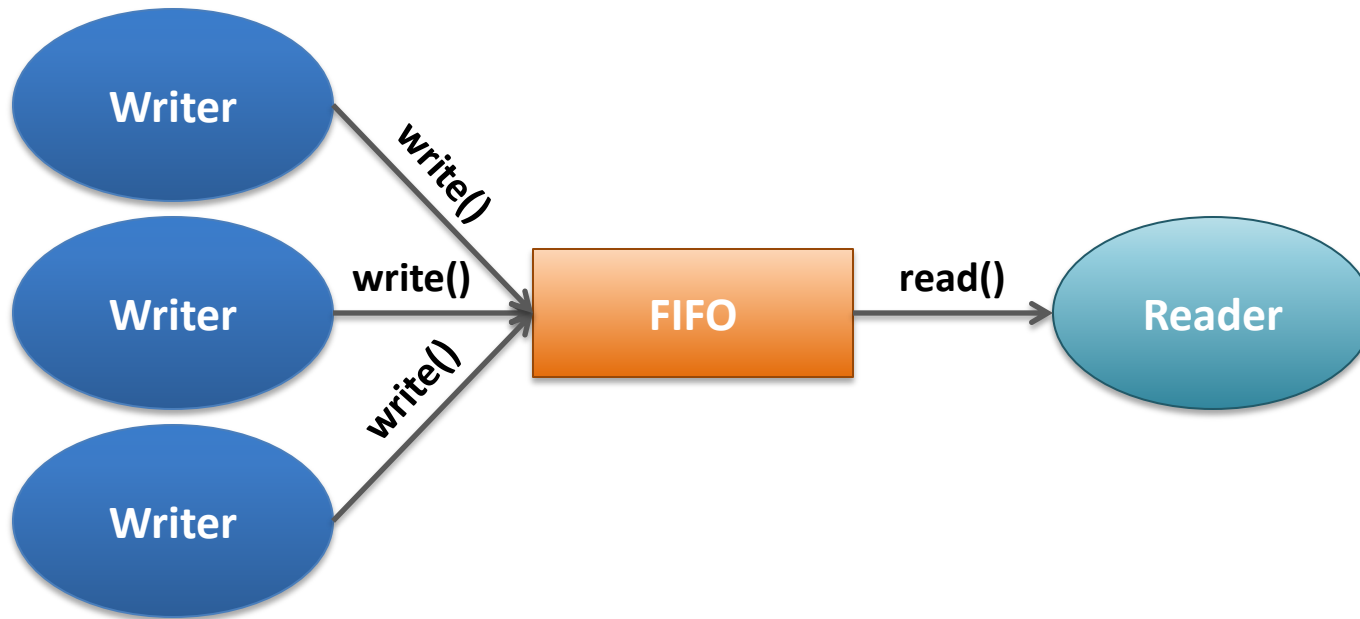 Writer
write()
Writer
write()
FIFO
read()
Reader
write()
Writer